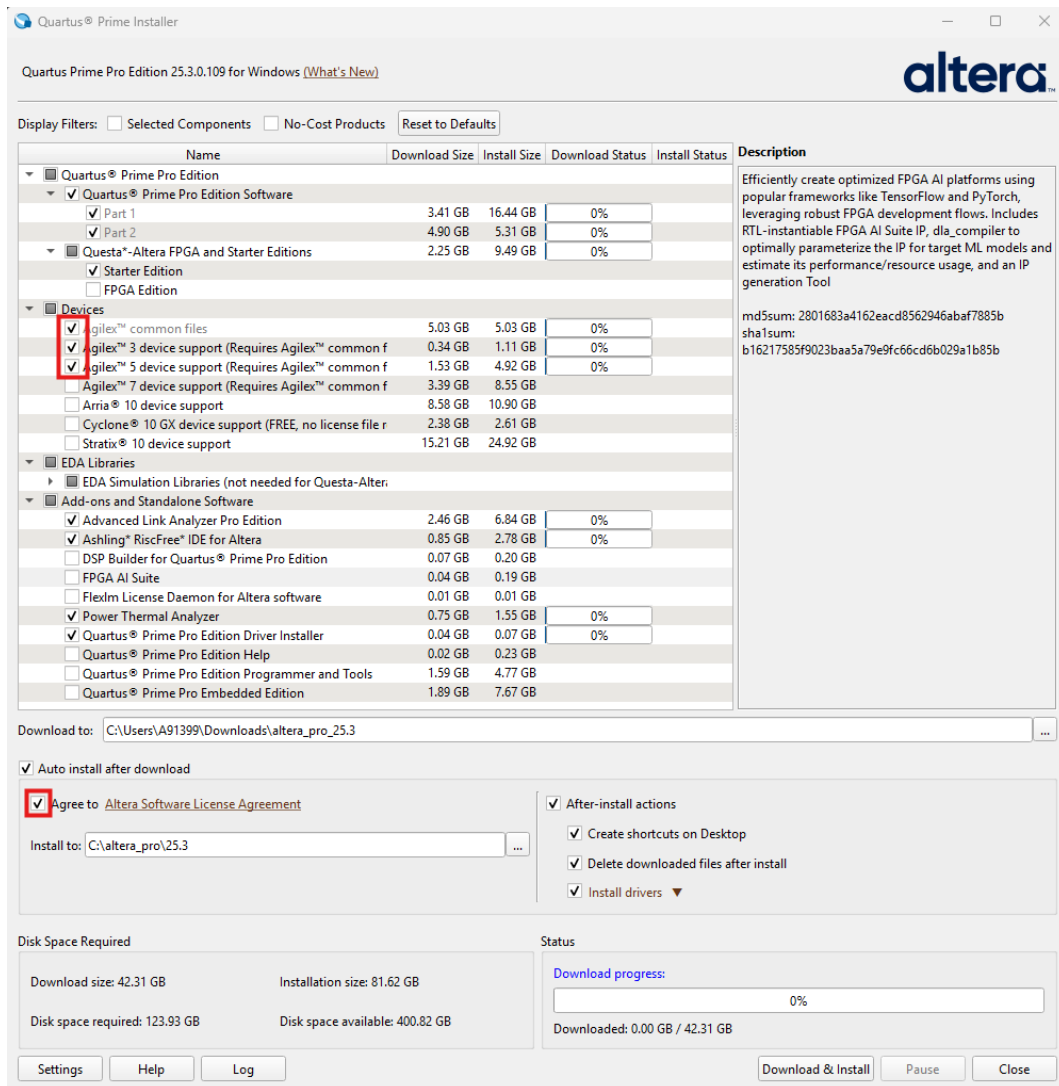 Quartus® Prime Installer
Quartus Prime Pro Edition 25.3.0.109 for Windows (What's New)
altera™
Display Filters: Selected Components No-Cost Products Reset to Defaults
Name Download Size Install Size Download Status Install Status
Quartus® Prime Pro Edition
Quartus® Prime Pro Edition Software
Part 1 3.41 GB 16.44 GB 0%
Part 2 4.90 GB 5.31 GB 0%
Questa*-Altera FPGA and Starter Editions 2.25 GB 9.49 GB 0%
Starter Edition
FPGA Edition
Devices
Agilex™ common files 5.03 GB 5.03 GB 0%
Agilex™ 3 device support (Requires Agilex™ common f 0.34 GB 1.11 GB 0%
Agilex™ 5 device support (Requires Agilex™ common f 1.53 GB 4.92 GB 0%
Agilex™ 7 device support (Requires Agilex™ common f 3.39 GB 8.55 GB
Arria® 10 device support 8.58 GB 10.90 GB
Cyclone® 10 GX device support (FREE, no license file r 2.38 GB 2.61 GB
Stratix® 10 device support 15.21 GB 24.92 GB
EDA Libraries
EDA Simulation Libraries (not needed for Questa-Alter
Add-ons and Standalone Software
Advanced Link Analyzer Pro Edition 2.46 GB 6.84 GB 0%
Ashling* RiscFree* IDE for Altera 0.85 GB 2.78 GB 0%
DSP Builder for Quartus® Prime Pro Edition 0.07 GB 0.20 GB
FPGA AI Suite 0.04 GB 0.19 GB
Flexlm License Daemon for Altera software 0.01 GB 0.01 GB
Power Thermal Analyzer 0.75 GB 1.55 GB 0%
Quartus® Prime Pro Edition Driver Installer 0.04 GB 0.07 GB 0%
Quartus® Prime Pro Edition Help 0.02 GB 0.23 GB
Quartus® Prime Pro Edition Programmer and Tools 1.59 GB 4.77 GB
Quartus® Prime Pro Embedded Edition 1.89 GB 7.67 GB
Description
Efficiently create optimized FPGA AI platforms using
popular frameworks like TensorFlow and PyTorch,
leveraging robust FPGA development flows. Includes
RTL-instantiable FPGA AI Suite IP, dla_compiler to
optimally parameterize the IP for target ML models and
estimate its performance/resource usage, and an IP
generation Tool
md5sum: 2801683a4162eacd8562946abaf7885b
sha1sum:
b16217585f9023baa5a79e9fc66cd6b029a1b85b
Download to: C:\Users\A91399\Downloads\altera_pro_25.3 ...
Auto install after download
Agree to Altera Software License Agreement
Install to: C:\altera_pro\25.3 ...
After-install actions
Create shortcuts on Desktop
Delete downloaded files after install
Install drivers
Disk Space Required
Download size: 42.31 GB Installation size: 81.62 GB
Disk space required: 123.93 GB Disk space available: 400.82 GB
Status
Download progress:
0%
Downloaded: 0.00 GB / 42.31 GB
Settings Help Log Download & Install Pause Close